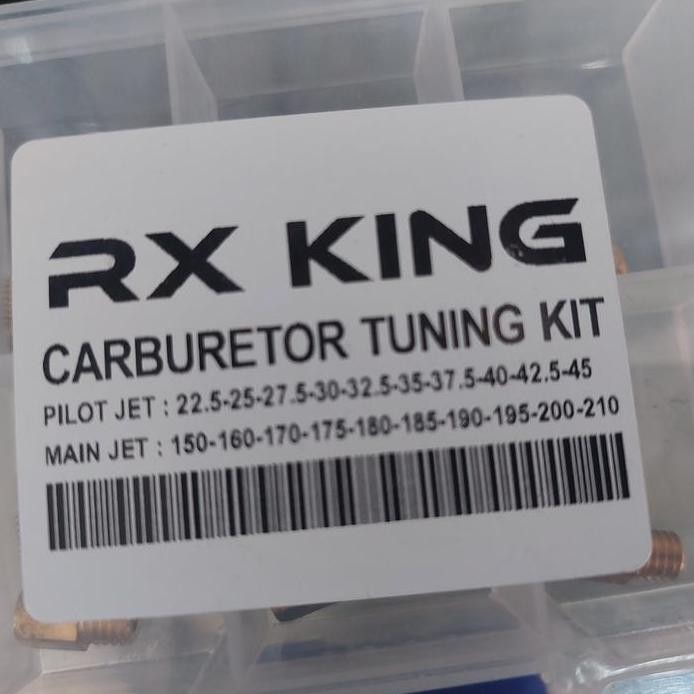 RX KING
CARBURETOR TUNING KIT
PILOT JET : 22.5-25-27.5-30-32.5-35-37.5-40-42.5-45
MAIN JET : 150-160-170-175-180-185-190-195-200-210